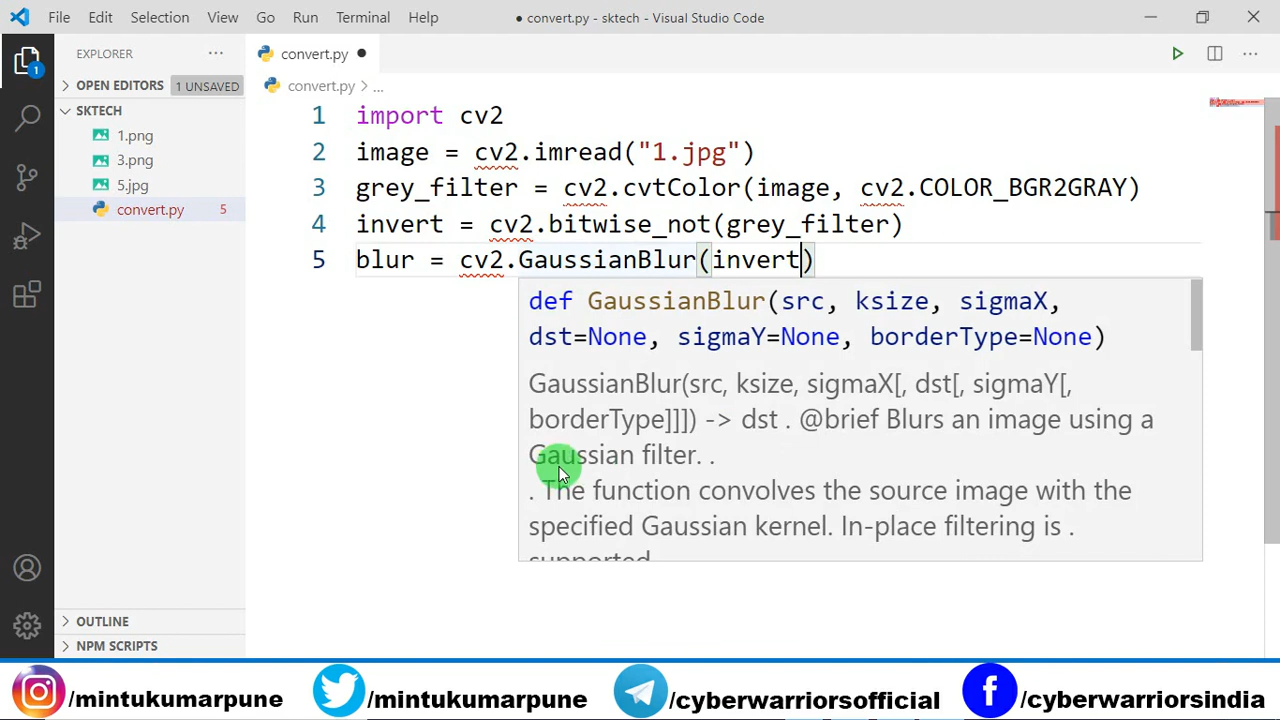 File Edit Selection View Go Run Terminal Help
● convert.py - sktech - Visual Studio Code
EXPLORER ···
convert.py ●
1
OPEN EDITORS 1 UNSAVED
convert.py > ...
SKTECH
1.png
3.png
5.jpg
convert.py 5
1 import cv2
2 image = cv2.imread("1.jpg")
3 grey_filter = cv2.cvtColor(image, cv2.COLOR_BGR2GRAY)
4 invert = cv2.bitwise_not(grey_filter)
5 blur = cv2.GaussianBlur(invert)
def GaussianBlur(src, ksize, sigmaX,
dst=None, sigmaY=None, borderType=None)
GaussianBlur(src, ksize, sigmaX[, dst[, sigmaY[,
borderType]]]) -> dst . @brief Blurs an image using a
Gaussian filter. .
. The function convolves the source image with the
specified Gaussian kernel. In-place filtering is .
supported
OUTLINE
NPM SCRIPTS
/mintukumarpune /mintukumarpune /cyberwarriorsofficial /cyberwarriorsindia